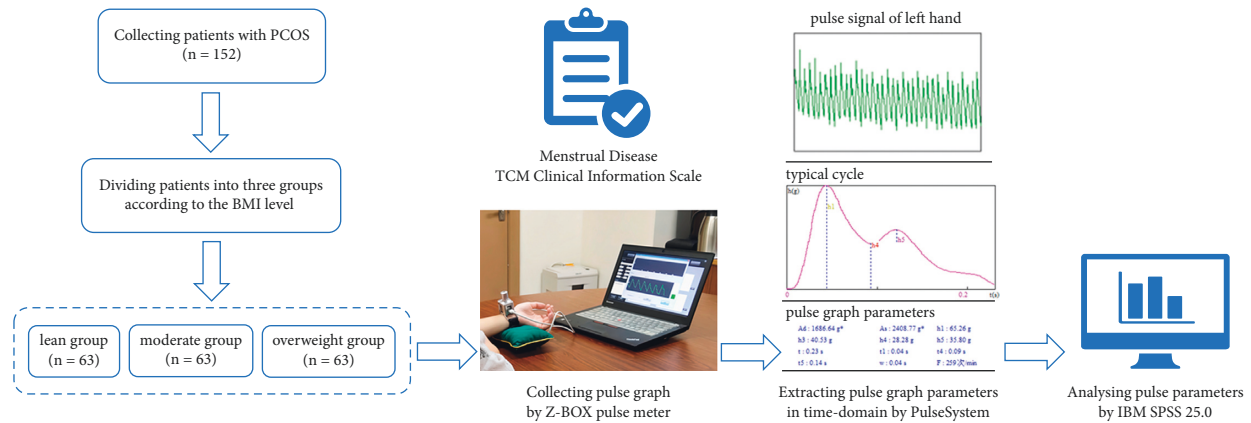 Collecting patients with PCOS
(n = 152)
Dividing patients into three groups
according to the BMI level
lean group
(n = 63)
moderate group
(n = 63)
overweight group
(n = 63)
Menstrual Disease
TCM Clinical Information Scale
Collecting pulse graph
by Z-BOX pulse meter
pulse signal of left hand
typical cycle
h(g)
h1
h4
h5
0
0.2
t(s)
pulse graph parameters
Ad : 1686.64 g*
As : 2408.77 g*
h1 : 65.26 g
h3 : 40.53 g
h4 : 28.28 g
h5 : 35.80 g
t : 0.23 s
t1 : 0.04 s
t4 : 0.09 s
t5 : 0.14 s
w : 0.04 s
Extracting pulse graph parameters
in time-domain by PulseSystem
Analysing pulse parameters
by IBM SPSS 25.0